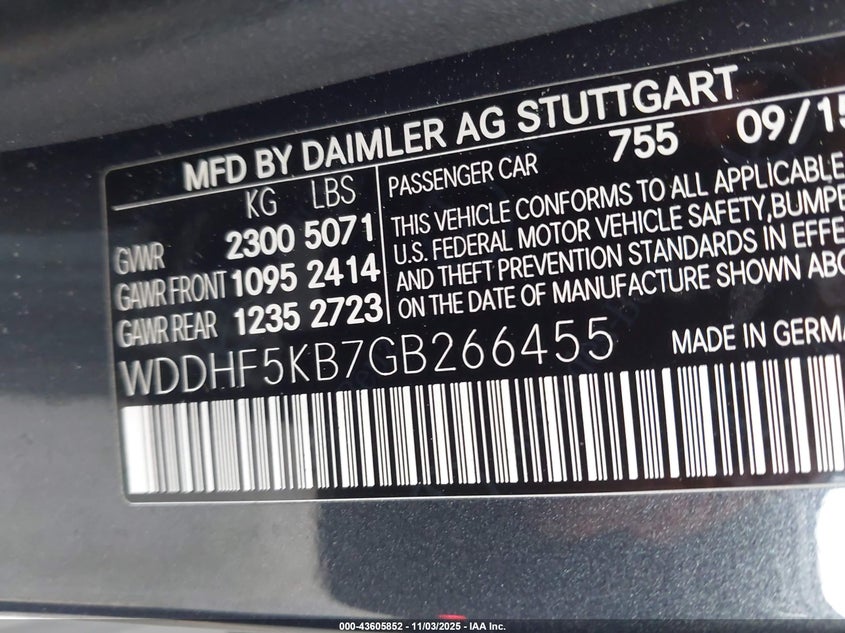 MFD BY DAIMLER AG STUTTGART
KG LBS
GVWR 2300 5071
GAWR FRONT 1095 2414
GAWR REAR 1235 2723
755 09/15
PASSENGER CAR
THIS VEHICLE CONFORMS TO ALL APPLICABLE
U.S. FEDERAL MOTOR VEHICLE SAFETY,BUMPE
AND THEFT PREVENTION STANDARDS IN EFFE
ON THE DATE OF MANUFACTURE SHOWN ABO
WDDHF5KB7GB266455
MADE IN GERMA
000-43605852 - 11/03/2025 - IAA Inc.